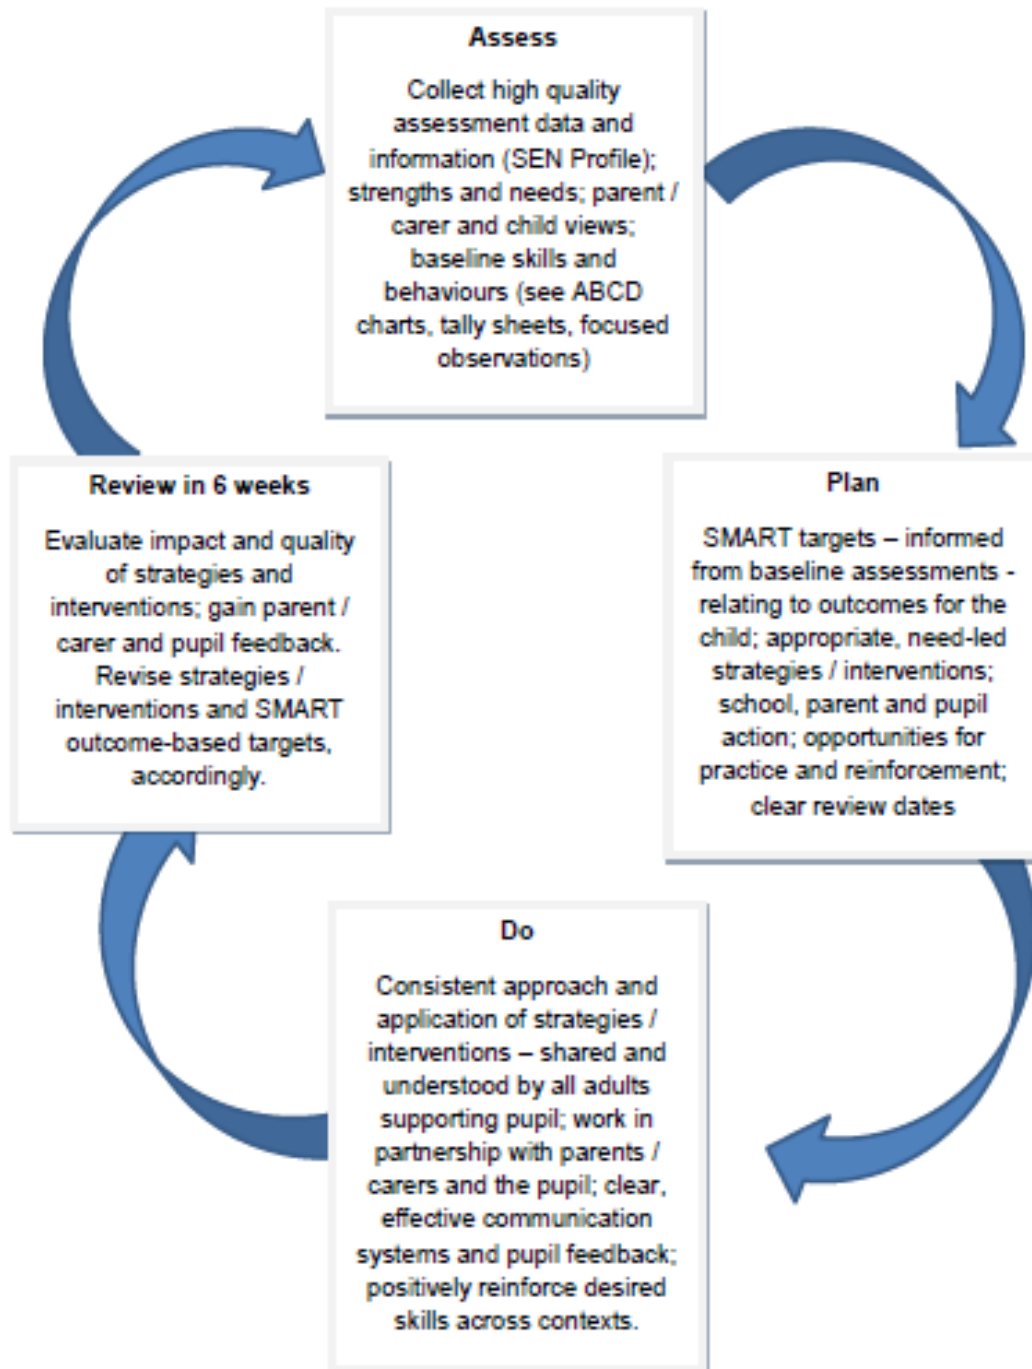 Assess
Collect high quality
assessment data and
information (SEN Profile);
strengths and needs; parent /
carer and child views;
baseline skills and
behaviours (see ABCD
charts, tally sheets, focused
observations)
Plan
SMART targets – informed
from baseline assessments -
relating to outcomes for the
child; appropriate, need-led
strategies / interventions;
school, parent and pupil
action; opportunities for
practice and reinforcement;
clear review dates
Do
Consistent approach and
application of strategies /
interventions – shared and
understood by all adults
supporting pupil; work in
partnership with parents /
carers and the pupil; clear,
effective communication
systems and pupil feedback;
positively reinforce desired
skills across contexts.
Review in 6 weeks
Evaluate impact and quality
of strategies and
interventions; gain parent /
carer and pupil feedback.
Revise strategies /
interventions and SMART
outcome-based targets,
accordingly.